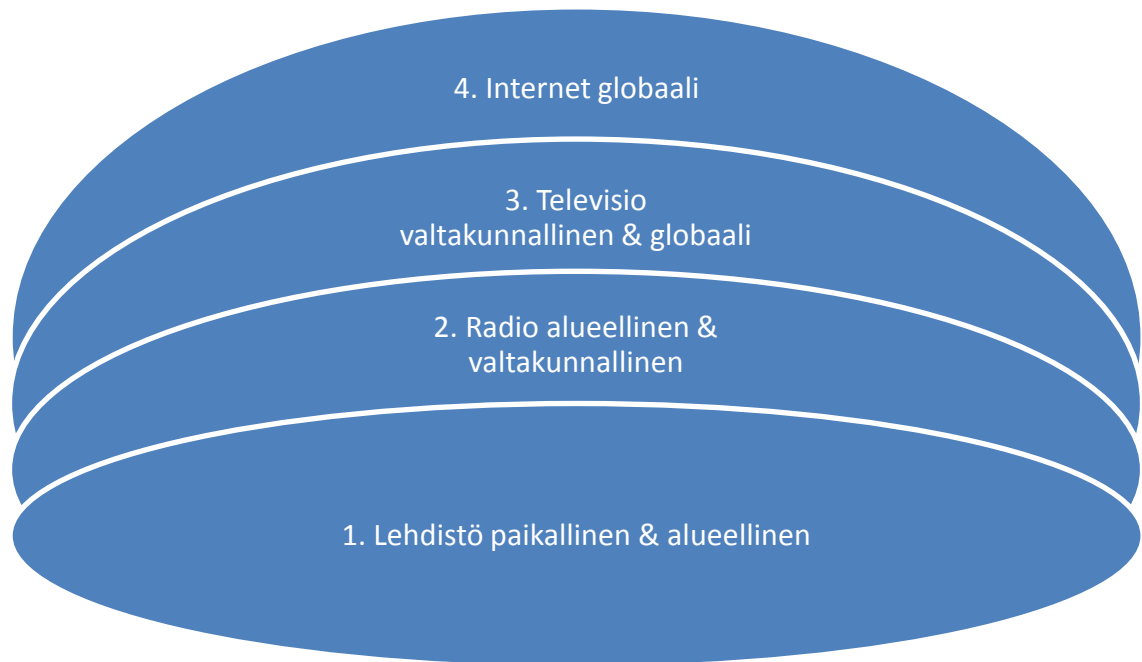 4. Internet globaali
3. Televisio
valtakunnallinen & globaali
2. Radio alueellinen &
valtakunnallinen
1. Lehdistö paikallinen & alueellinen